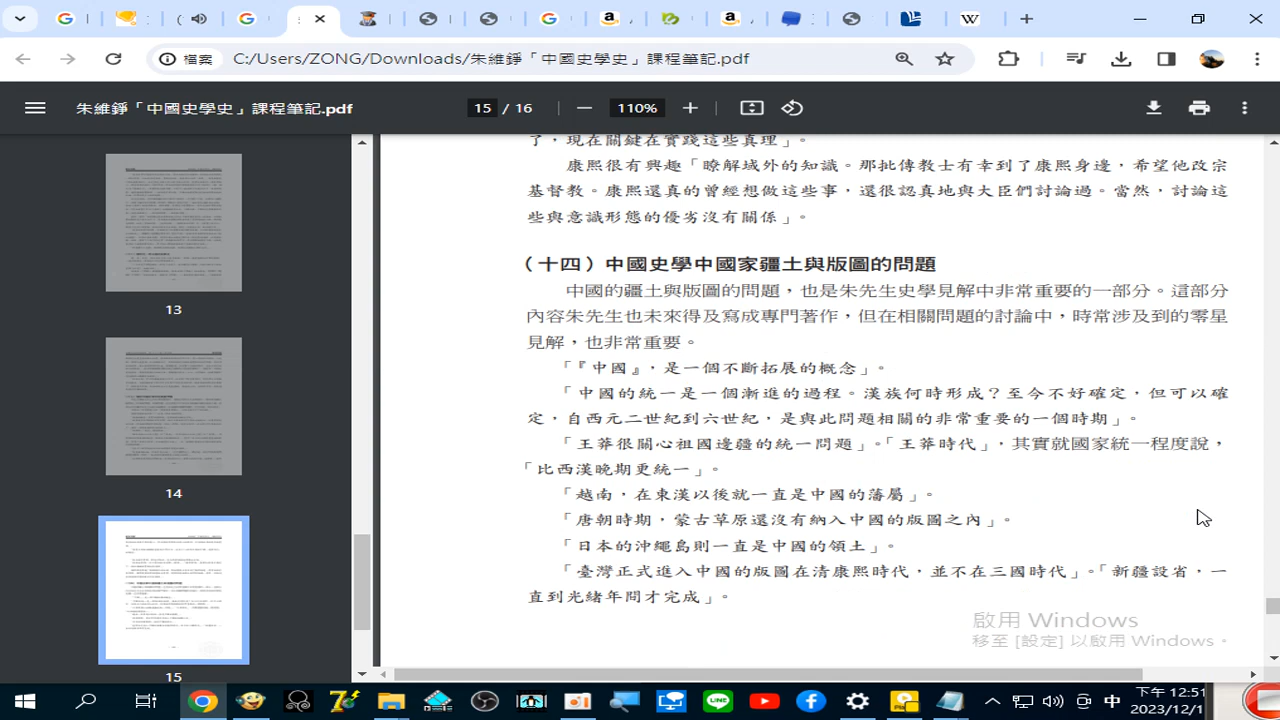 檔案
C:/Users/ZONG/Downloads/朱維錚「中國史學史」課程筆記.pdf
朱維錚「中國史學史」課程筆記.pdf
15 / 16
110%
13
14
15
了，現在關鍵在實踐這些真理」。
康熙很有興趣「瞭解域外的知識。那批傳教士有幸到了康熙身邊，希望他改宗
基督教。康熙還真的曾經想做這些事，還很認真地與大臣們討論過。當然，討論這
些與意識形態的優劣沒有關係」。
（十四）中國史學中國家疆土與版圖的問題
中國的疆土與版圖的問題，也是朱先生史學見解中非常重要的一部分。這部分
內容朱先生也未來得及寫成專門著作，但在相關問題的討論中，時常涉及到的零星
見解，也非常重要。
「『中國』，是一個不斷拓展的概念」。
「中國的統一是一個漸進的過程。漢族何時形成？至今不好確定，但可以確
定，自西元二世紀到六世紀，是與此問題相關的非常重要的一個時期」。
「王莽很關心祖國邊疆的統一問題」「王莽時代」，其實就國家統一程度說，
「比西漢晚期更統一」。
「越南，在東漢以後就一直是中國的藩屬」。
「唐朝時期，蒙古草原還沒有納入中國的版圖之內」。
「日本的沖繩島則一直是中國的領土」。
「臺灣正式進入中國的版圖在清康熙年代，並不在三國時代」。「新疆設省，一
直到光緒年間才完成」。
啟用 Windows
移至 [設定] 以啟用 Windows。
LINE
中
下午 12:51
2023/12/1